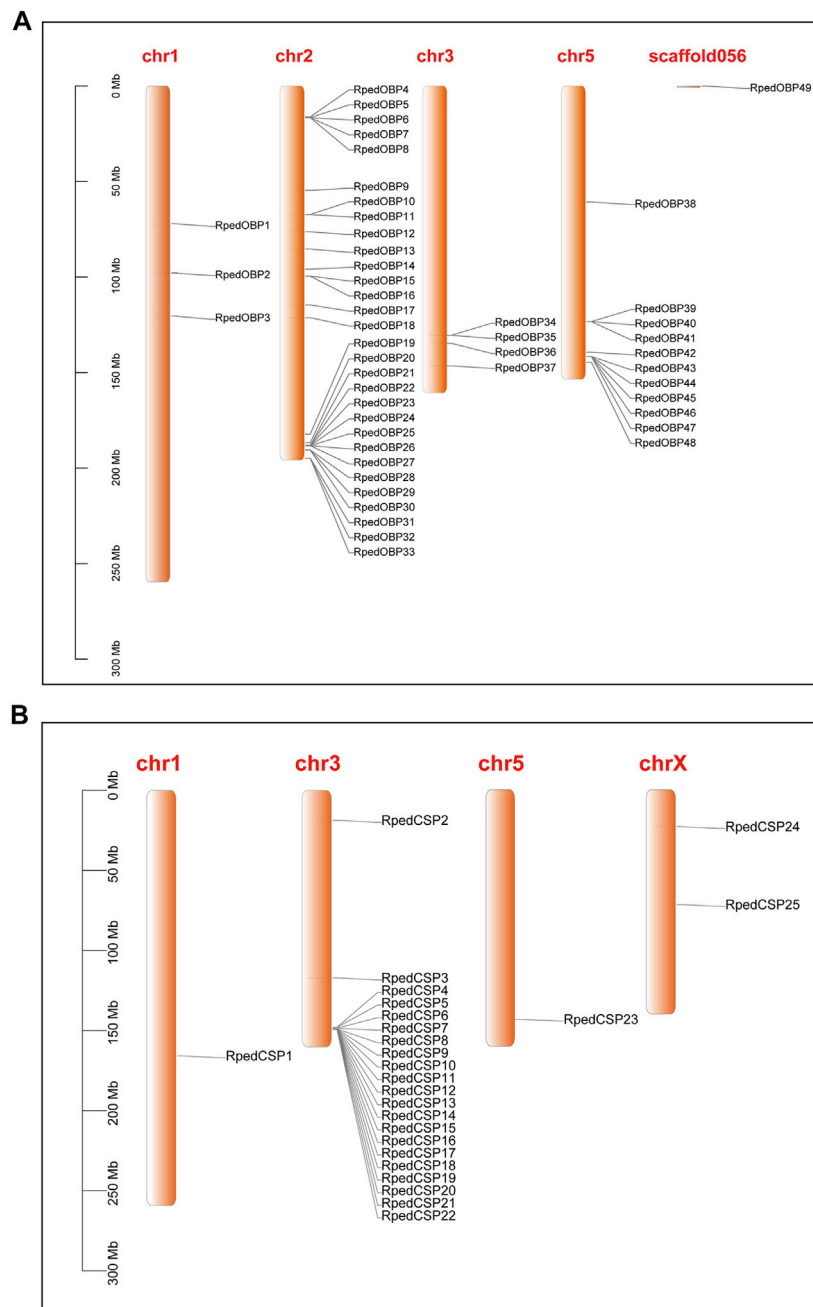 A
chr1 chr2 chr3 chr5 scaffold056
0 Mb
50 Mb
100 Mb
150 Mb
200 Mb
250 Mb
300 Mb
RpedOBP1
RpedOBP2
RpedOBP3
RpedOBP4
RpedOBP5
RpedOBP6
RpedOBP7
RpedOBP8
RpedOBP9
RpedOBP10
RpedOBP11
RpedOBP12
RpedOBP13
RpedOBP14
RpedOBP15
RpedOBP16
RpedOBP17
RpedOBP18
RpedOBP19
RpedOBP20
RpedOBP21
RpedOBP22
RpedOBP23
RpedOBP24
RpedOBP25
RpedOBP26
RpedOBP27
RpedOBP28
RpedOBP29
RpedOBP30
RpedOBP31
RpedOBP32
RpedOBP33
RpedOBP34
RpedOBP35
RpedOBP36
RpedOBP37
RpedOBP38
RpedOBP39
RpedOBP40
RpedOBP41
RpedOBP42
RpedOBP43
RpedOBP44
RpedOBP45
RpedOBP46
RpedOBP47
RpedOBP48
RpedOBP49
B
chr1 chr3 chr5 chrX
0 Mb
50 Mb
100 Mb
150 Mb
200 Mb
250 Mb
300 Mb
RpedCSP1
RpedCSP2
RpedCSP3
RpedCSP4
RpedCSP5
RpedCSP6
RpedCSP7
RpedCSP8
RpedCSP9
RpedCSP10
RpedCSP11
RpedCSP12
RpedCSP13
RpedCSP14
RpedCSP15
RpedCSP16
RpedCSP17
RpedCSP18
RpedCSP19
RpedCSP20
RpedCSP21
RpedCSP22
RpedCSP23
RpedCSP24
RpedCSP25